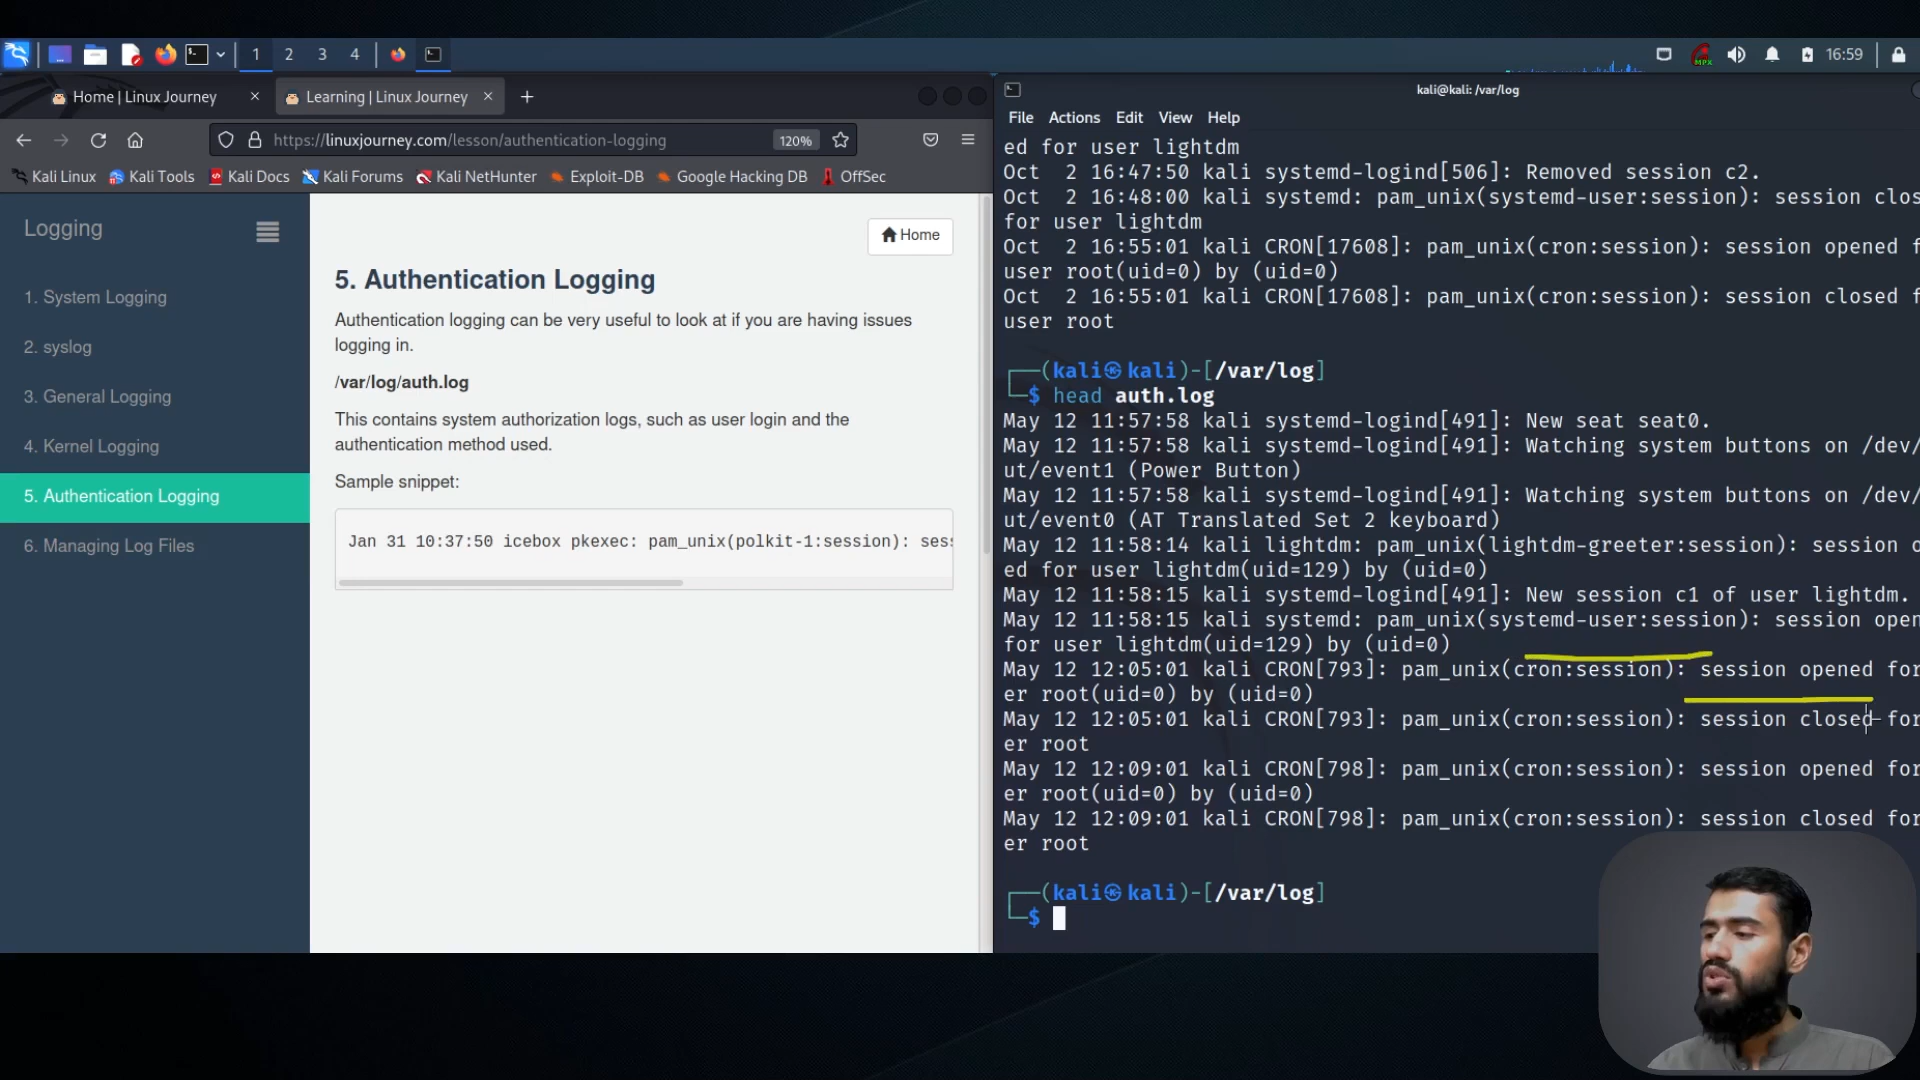 1 2 3 4 MPX 16:59
Home | Linux Journey × Learning | Linux Journey × +
https://linuxjourney.com/lesson/authentication-logging 120%
Kali Linux Kali Tools Kali Docs Kali Forums Kali NetHunter Exploit-DB Google Hacking DB OffSec
Logging
1. System Logging
2. syslog
3. General Logging
4. Kernel Logging
5. Authentication Logging
6. Managing Log Files
Home
5. Authentication Logging
Authentication logging can be very useful to look at if you are having issues
logging in.
/var/log/auth.log
This contains system authorization logs, such as user login and the
authentication method used.
Sample snippet:
Jan 31 10:37:50 icebox pkexec: pam_unix(polkit-1:session): ses
kali@kali: /var/log
File Actions Edit View Help
ed for user lightdm
Oct  2 16:47:50 kali systemd-logind[506]: Removed session c2.
Oct  2 16:48:00 kali systemd: pam_unix(systemd-user:session): session clos
for user lightdm
Oct  2 16:55:01 kali CRON[17608]: pam_unix(cron:session): session opened f
user root(uid=0) by (uid=0)
Oct  2 16:55:01 kali CRON[17608]: pam_unix(cron:session): session closed f
user root
┌──(kali㉿kali)-[/var/log]
└─$ head auth.log
May 12 11:57:58 kali systemd-logind[491]: New seat seat0.
May 12 11:57:58 kali systemd-logind[491]: Watching system buttons on /dev/
ut/event1 (Power Button)
May 12 11:57:58 kali systemd-logind[491]: Watching system buttons on /dev/
ut/event0 (AT Translated Set 2 keyboard)
May 12 11:58:14 kali lightdm: pam_unix(lightdm-greeter:session): session o
ed for user lightdm(uid=129) by (uid=0)
May 12 11:58:15 kali systemd-logind[491]: New session c1 of user lightdm.
May 12 11:58:15 kali systemd: pam_unix(systemd-user:session): session open
for user lightdm(uid=129) by (uid=0)
May 12 12:05:01 kali CRON[793]: pam_unix(cron:session): session opened for
er root(uid=0) by (uid=0)
May 12 12:05:01 kali CRON[793]: pam_unix(cron:session): session closed for
er root
May 12 12:09:01 kali CRON[798]: pam_unix(cron:session): session opened for
er root(uid=0) by (uid=0)
May 12 12:09:01 kali CRON[798]: pam_unix(cron:session): session closed for
er root
┌──(kali㉿kali)-[/var/log]
└─$